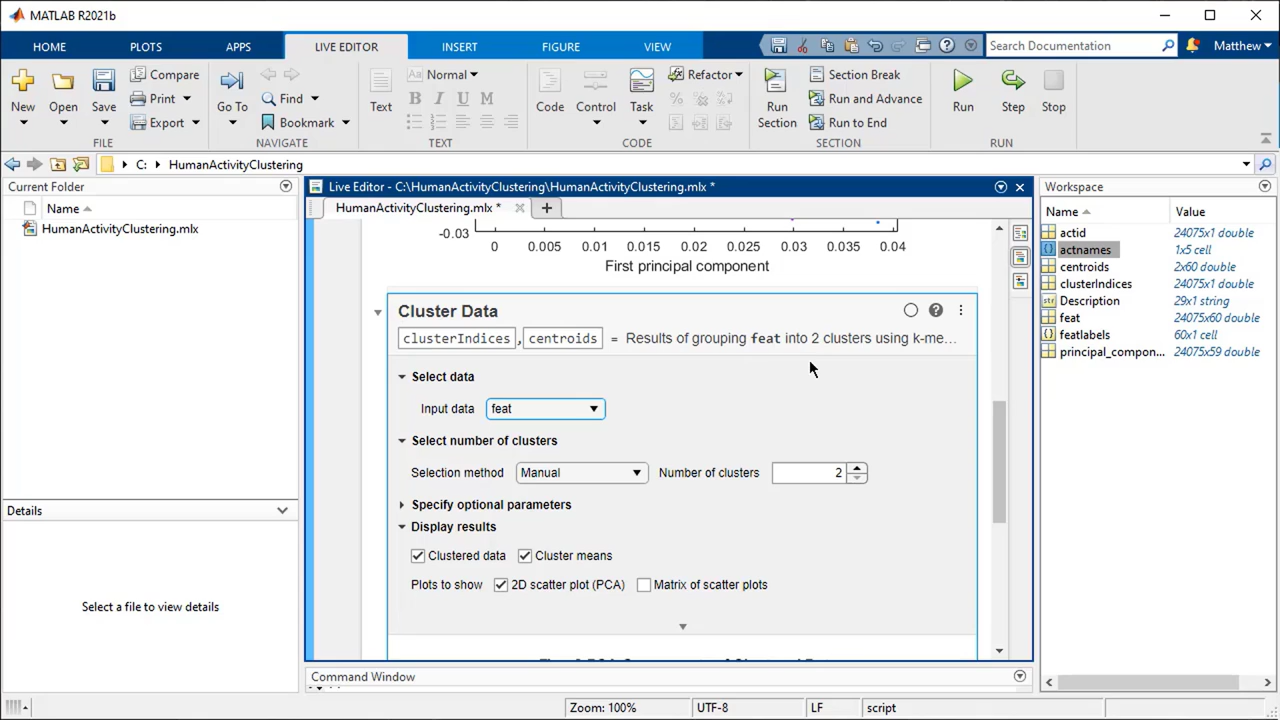 MATLAB R2021b
HOME PLOTS APPS LIVE EDITOR INSERT FIGURE VIEW Search Documentation Matthew
New Open Save Compare Print Export
FILE
Go To Find Bookmark
NAVIGATE
Text Normal B I U M
TEXT
Code Control Task Refactor
CODE
Run Section Section Break Run and Advance Run to End
SECTION
Run Step Stop
RUN
C: HumanActivityClustering
Current Folder
Name
HumanActivityClustering.mlx
Details
Select a file to view details
Live Editor - C:\HumanActivityClustering\HumanActivityClustering.mlx *
HumanActivityClustering.mlx *
-0.03
0 0.005 0.01 0.015 0.02 0.025 0.03 0.035 0.04
First principal component
Cluster Data
clusterIndices , centroids = Results of grouping feat into 2 clusters using k-me...
Select data
Input data feat
Select number of clusters
Selection method Manual Number of clusters 2
Specify optional parameters
Display results
Clustered data Cluster means
Plots to show 2D scatter plot (PCA) Matrix of scatter plots
Command Window
Workspace
Name Value
actid 24075x1 double
actnames 1x5 cell
centroids 2x60 double
clusterIndices 24075x1 double
Description 29x1 string
feat 24075x60 double
featlabels 60x1 cell
principal_compon... 24075x59 double
Zoom: 100% UTF-8 LF script